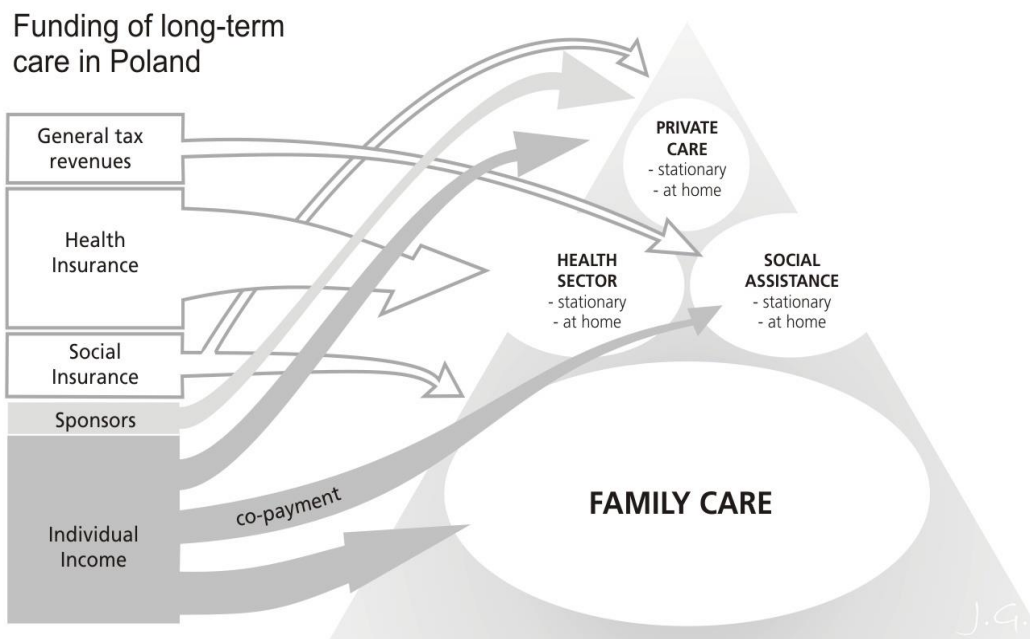 Funding of long-term
care in Poland
General tax
revenues
Health
Insurance
Social
Insurance
Sponsors
Individual
Income
co-payment
PRIVATE
CARE
- stationary
- at home
HEALTH
SECTOR
- stationary
- at home
SOCIAL
ASSISTANCE
- stationary
- at home
FAMILY CARE
J.G.